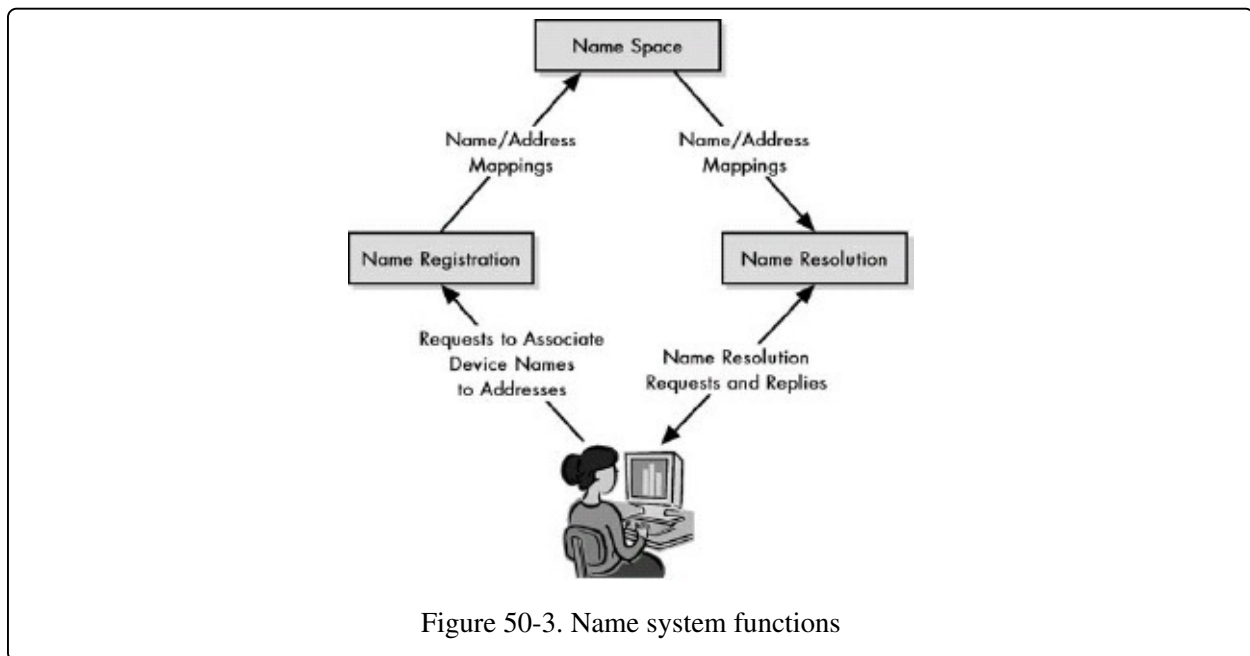 Name Space
Name/Address
Mappings
Name/Address
Mappings
Name Registration
Name Resolution
Requests to Associate
Device Names
to Addresses
Name Resolution
Requests and Replies
Figure 50-3. Name system functions